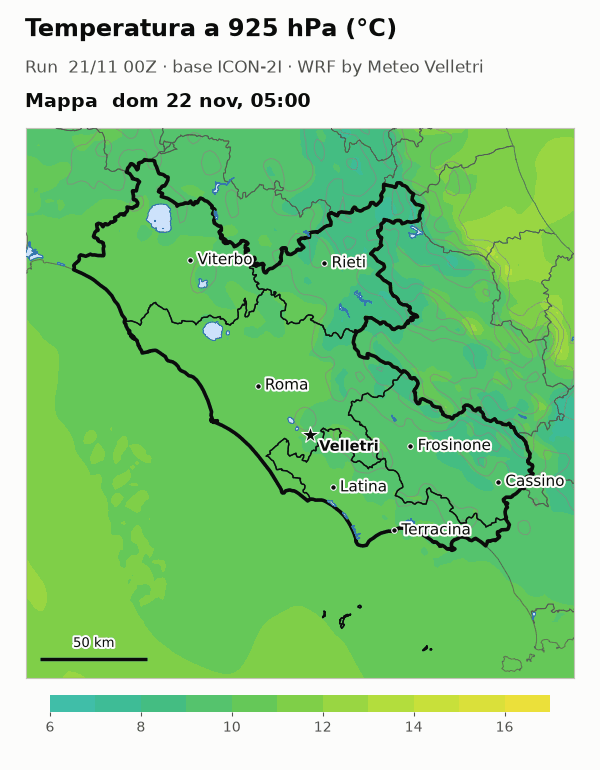 Temperatura a 925 hPa (°C)
Run  21/11 00Z · base ICON-2I · WRF by Meteo Velletri
Mappa  dom 22 nov, 05:00
Viterbo
Rieti
Roma
Velletri
Frosinone
Cassino
Latina
Terracina
50 km
6 8 10 12 14 16